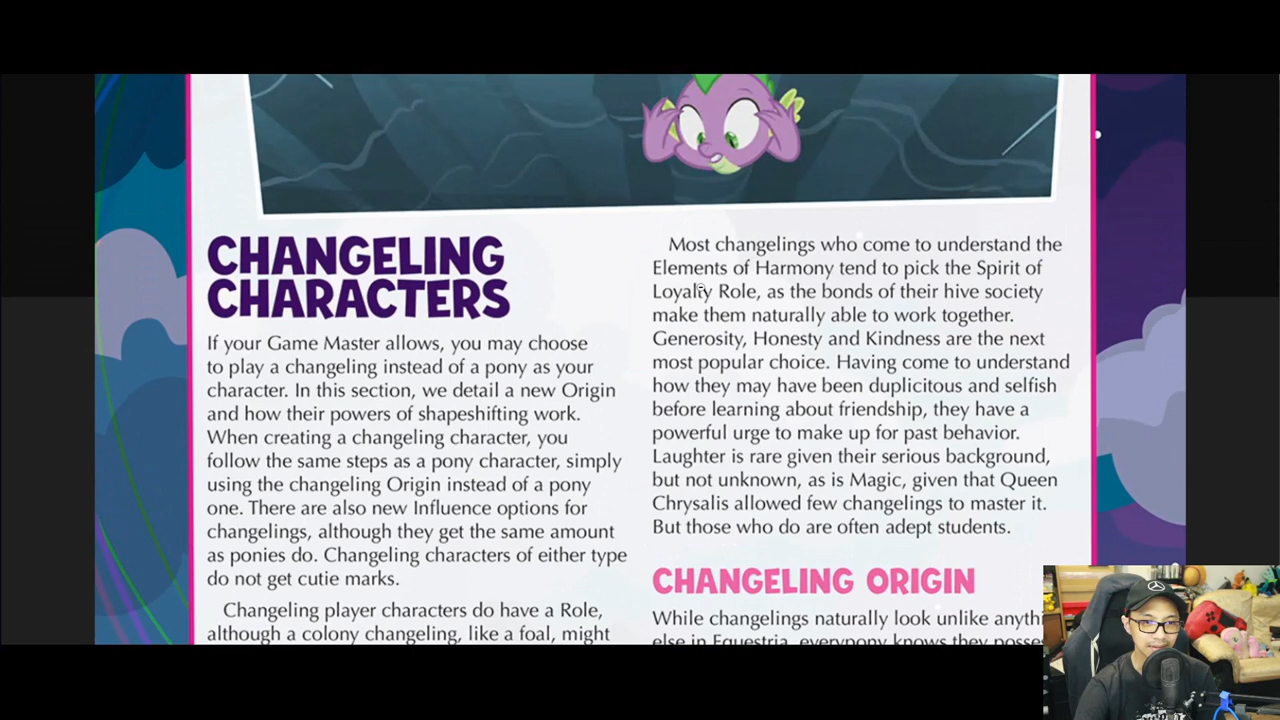 CHANGELING
CHARACTERS
If your Game Master allows, you may choose
to play a changeling instead of a pony as your
character. In this section, we detail a new Origin
and how their powers of shapeshifting work.
When creating a changeling character, you
follow the same steps as a pony character, simply
using the changeling Origin instead of a pony
one. There are also new Influence options for
changelings, although they get the same amount
as ponies do. Changeling characters of either type
do not get cutie marks.
Changeling player characters do have a Role,
although a colony changeling, like a foal, might
Most changelings who come to understand the
Elements of Harmony tend to pick the Spirit of
Loyalty Role, as the bonds of their hive society
make them naturally able to work together.
Generosity, Honesty and Kindness are the next
most popular choice. Having come to understand
how they may have been duplicitous and selfish
before learning about friendship, they have a
powerful urge to make up for past behavior.
Laughter is rare given their serious background,
but not unknown, as is Magic, given that Queen
Chrysalis allowed few changelings to master it.
But those who do are often adept students.
CHANGELING ORIGIN
While changelings naturally look unlike anyth
else in Equestria, everypony knows they posse